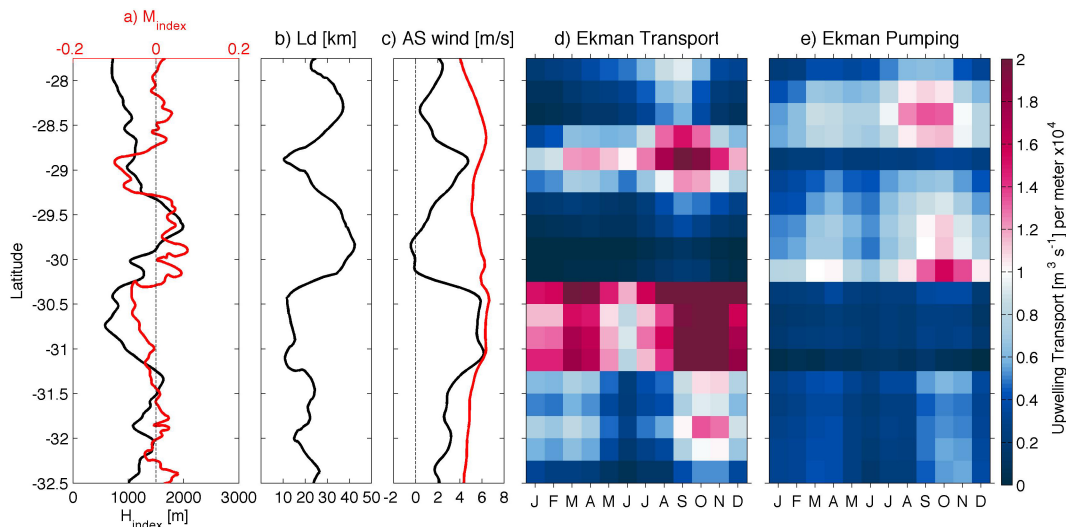 a) M_index
-0.2 0 0.2
b) Ld [km]
c) AS wind [m/s]
d) Ekman Transport
e) Ekman Pumping
Latitude
-28
-28.5
-29
-29.5
-30
-30.5
-31
-31.5
-32
-32.5
0 1000 2000 3000
H_index [m]
10 20 30 40 50
-2 0 2 4 6 8
J F M A M J J A S O N D
J F M A M J J A S O N D
2
1.8
1.6
1.4
1.2
1
0.8
0.6
0.4
0.2
0
Upwelling Transport [m³ s⁻¹] per meter x10⁴